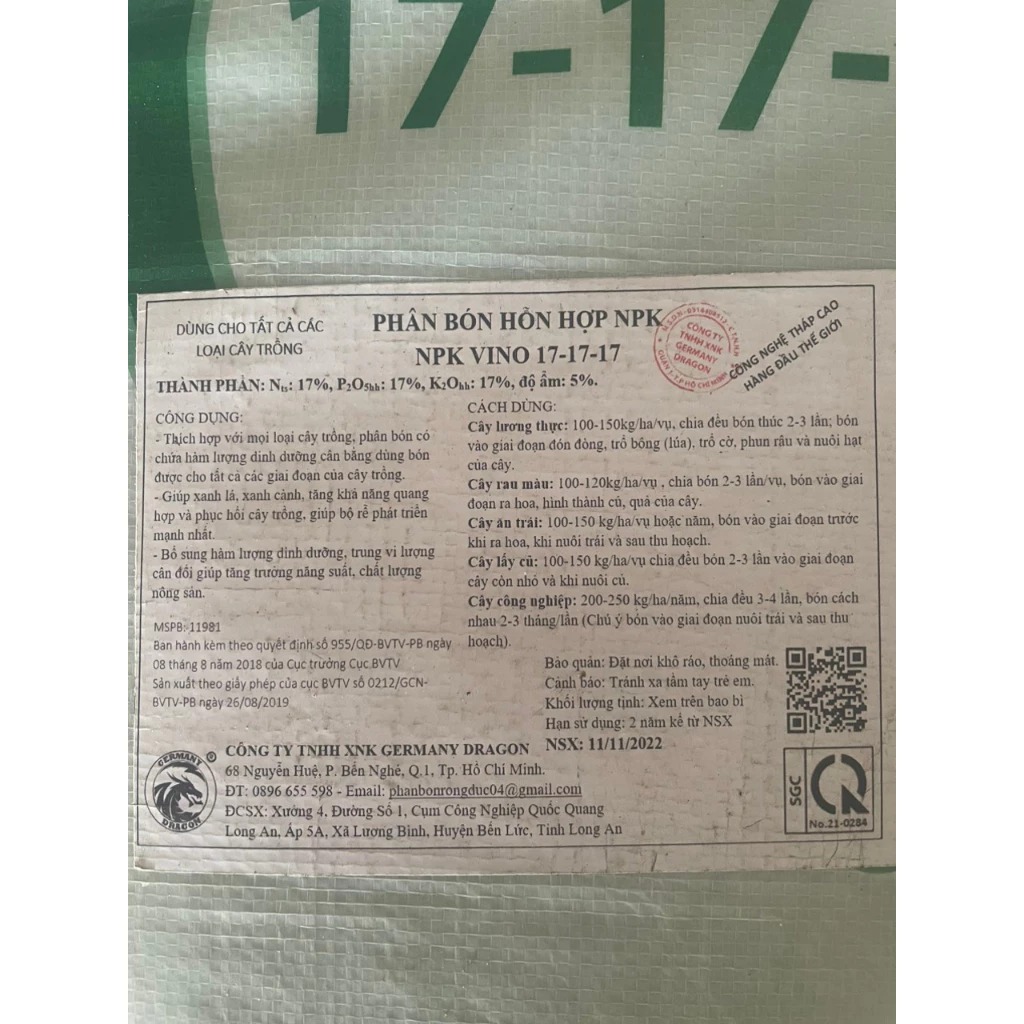 17-17-
DÙNG CHO TẤT CẢ CÁC
LOẠI CÂY TRỒNG
PHÂN BÓN HỖN HỢP NPK
NPK VINO 17-17-17
CÔNG TY
TNHH XNK
GERMANY
DRAGON
CÔNG NGHỆ THÁP CAO
HÀNG ĐẦU THẾ GIỚI
THÀNH PHẦN: Nts: 17%, P2O5hh: 17%, K2Ohh: 17%, độ ẩm: 5%.
CÔNG DỤNG:
- Thịch hợp với mọi loại cây trồng, phân bón có
chứa hàm lượng dinh dưỡng cân bằng dùng bón
được cho tất cả các giai đoạn của cây trồng.
- Giúp xanh lá, xanh cành, tăng khả năng quang
hợp và phục hồi cây trồng, giúp bộ rễ phát triển
mạnh nhất.
- Bổ sung hàm lượng dinh dưỡng, trung vi lượng
cân đối giúp tăng trưởng năng suất, chất lượng
nông sản.
MSPB: 11981
Ban hành kèm theo quyết định số 955/QĐ-BVTV-PB ngày
08 tháng 8 năm 2018 của Cục trưởng Cục BVTV
Sản xuất theo giấy phép của cục BVTV số 0212/GCN-
BVTV-PB ngày 26/08/2019
CÁCH DÙNG:
Cây lương thực: 100-150kg/ha/vụ, chia đều bón thúc 2-3 lần; bón
vào giai đoạn đón đòng, trổ bông (lúa), trổ cờ, phun râu và nuôi hạt
của cây.
Cây rau màu: 100-120kg/ha/vụ , chia bón 2-3 lần/vụ, bón vào giai
đoạn ra hoa, hình thành củ, quả của cây.
Cây ăn trái: 100-150 kg/ha/vụ hoặc năm, bón vào giai đoạn trước
khi ra hoa, khi nuôi trái và sau thu hoạch.
Cây lấy củ: 100-150 kg/ha/vụ chia đều bón 2-3 lần vào giai đoạn
cây còn nhỏ và khi nuôi củ.
Cây công nghiệp: 200-250 kg/ha/năm, chia đều 3-4 lần, bón cách
nhau 2-3 tháng/lần (Chú ý bón vào giai đoạn nuôi trái và sau thu
hoạch).
Bảo quản: Đặt nơi khô ráo, thoáng mát.
Cảnh báo: Tránh xa tầm tay trẻ em.
Khối lượng tịnh: Xem trên bao bì
Hạn sử dụng: 2 năm kể từ NSX
NSX: 11/11/2022
GERMANY ®
DRAGON
CÔNG TY TNHH XNK GERMANY DRAGON
68 Nguyễn Huệ, P. Bến Nghé, Q.1, Tp. Hồ Chí Minh.
ĐT: 0896 655 598 - Email: phanbonrongduc04@gmail.com
ĐCSX: Xưởng 4, Đường Số 1, Cụm Công Nghiệp Quốc Quang
Long An, Ấp 5A, Xã Lương Bình, Huyện Bến Lức, Tỉnh Long An
SGC
No.21-0284